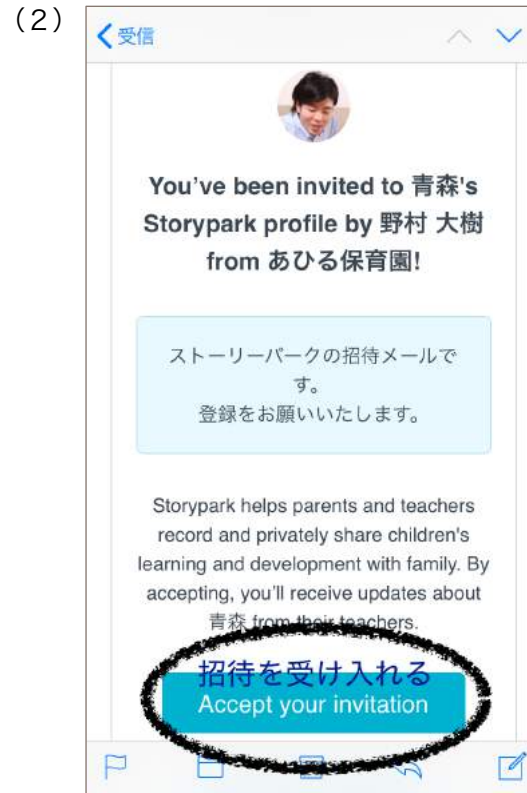 (2)
受信
You've been invited to 青森's
Storypark profile by 野村 大樹
from あひる保育園!
ストーリーパークの招待メールで
す。
登録をお願いいたします。
Storypark helps parents and teachers
record and privately share children's
learning and development with family. By
accepting, you'll receive updates about
青森 from their teachers.
招待を受け入れる
Accept your invitation